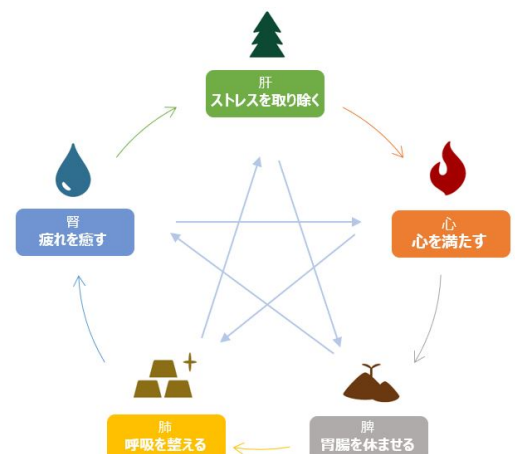 肝
ストレスを取り除く
心
心を満たす
腎
疲れを癒す
肺
呼吸を整える
脾
胃腸を休ませる